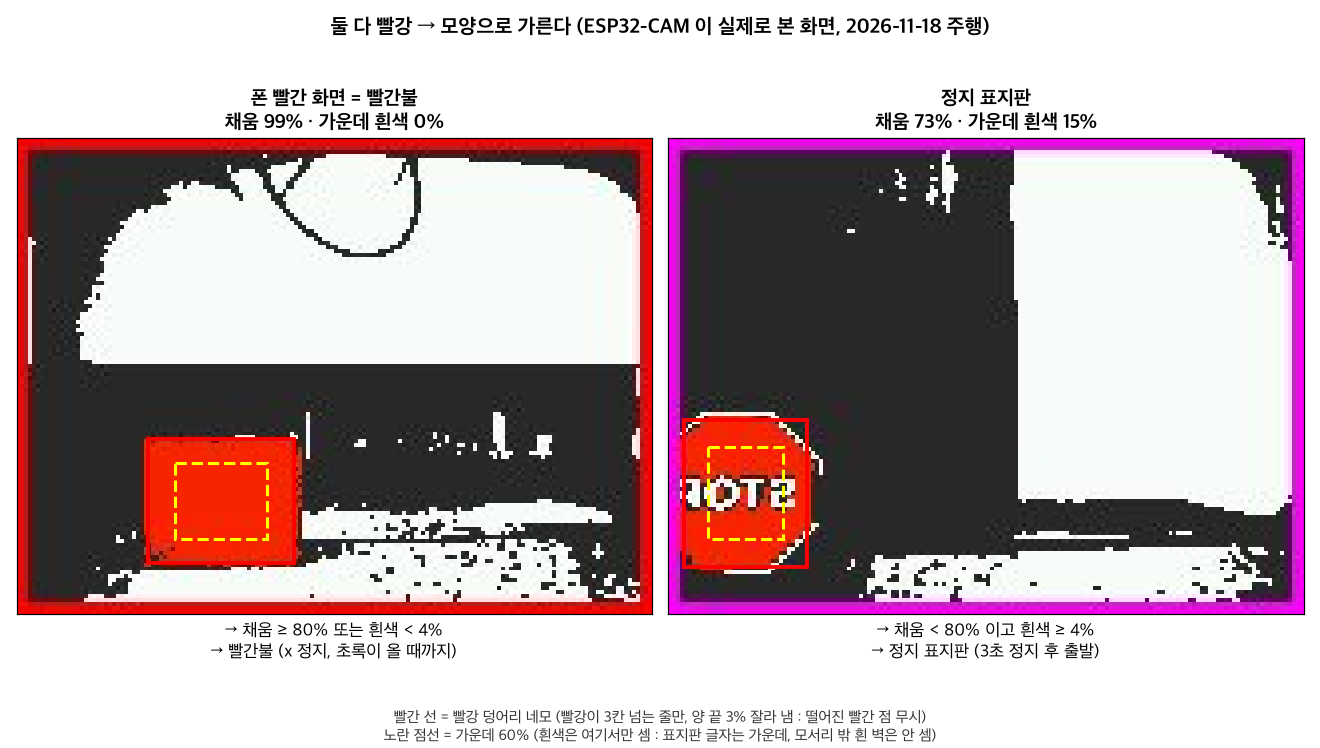 둘 다 빨강 → 모양으로 가른다 (ESP32-CAM 이 실제로 본 화면, 2026-11-18 주행)
폰 빨간 화면 = 빨간불
채움 99% · 가운데 흰색 0%
정지 표지판
채움 73% · 가운데 흰색 15%
→ 채움 ≥ 80% 또는 흰색 < 4%
→ 빨간불 (x 정지, 초록이 올 때까지)
→ 채움 < 80% 이고 흰색 ≥ 4%
→ 정지 표지판 (3초 정지 후 출발)
빨간 선 = 빨강 덩어리 네모 (빨강이 3칸 넘는 줄만, 양 끝 3% 잘라 냄 : 떨어진 빨간 점 무시)
노란 점선 = 가운데 60% (흰색은 여기서만 셈 : 표지판 글자는 가운데, 모서리 밖 흰 벽은 안 셈)